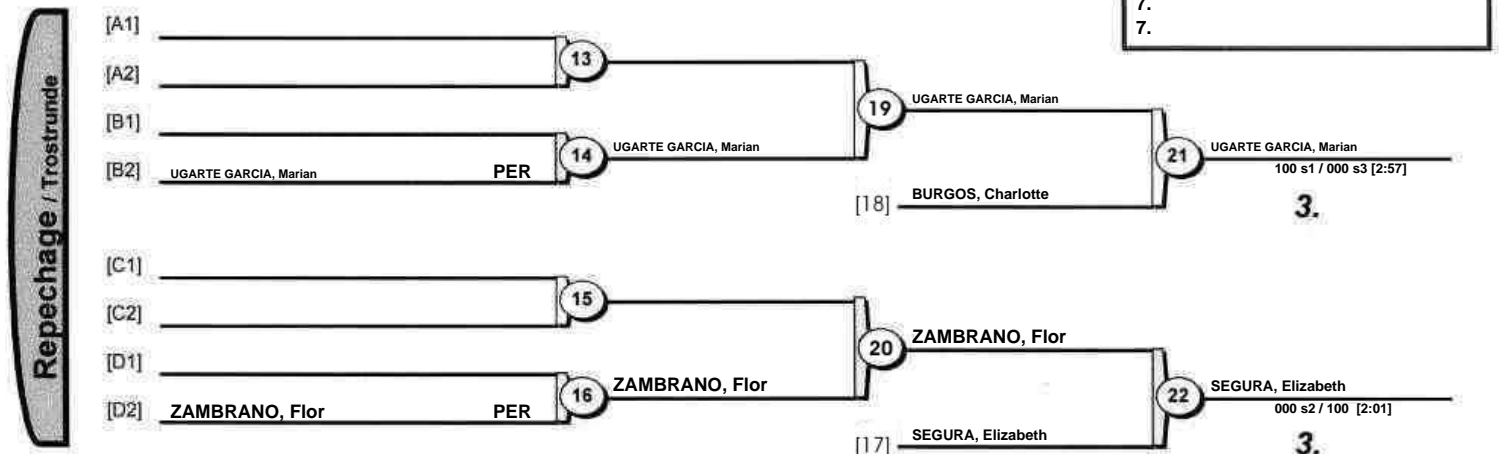 7.
7.
Repechage / Trostrunde
[A1]
13
[A2]
19
UGARTE GARCIA, Marian
[B1]
14
UGARTE GARCIA, Marian
21
UGARTE GARCIA, Marian
[B2]
UGARTE GARCIA, Marian PER
100 s1 / 000 s3 [2:57]
[18]
BURGOS, Charlotte
3.
[C1]
15
[C2]
20
ZAMBRANO, Flor
[D1]
16
ZAMBRANO, Flor
22
SEGURA, Elizabeth
[D2]
ZAMBRANO, Flor PER
000 s2 / 100 [2:01]
[17]
SEGURA, Elizabeth
3.